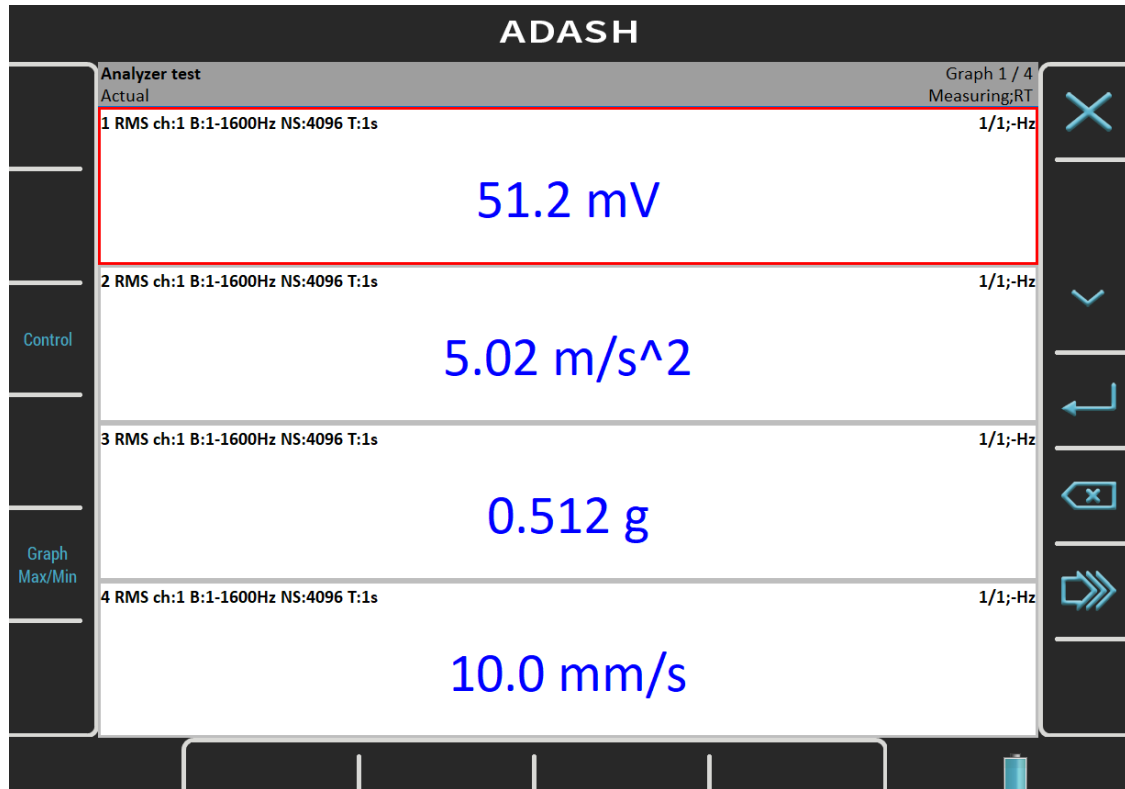 ADASH
Analyzer test
Graph 1 / 4
Actual
Measuring;RT
1 RMS ch:1 B:1-1600Hz NS:4096 T:1s
1/1;-Hz
51.2 mV
2 RMS ch:1 B:1-1600Hz NS:4096 T:1s
1/1;-Hz
5.02 m/s^2
3 RMS ch:1 B:1-1600Hz NS:4096 T:1s
1/1;-Hz
0.512 g
4 RMS ch:1 B:1-1600Hz NS:4096 T:1s
1/1;-Hz
10.0 mm/s
Control
Graph
Max/Min